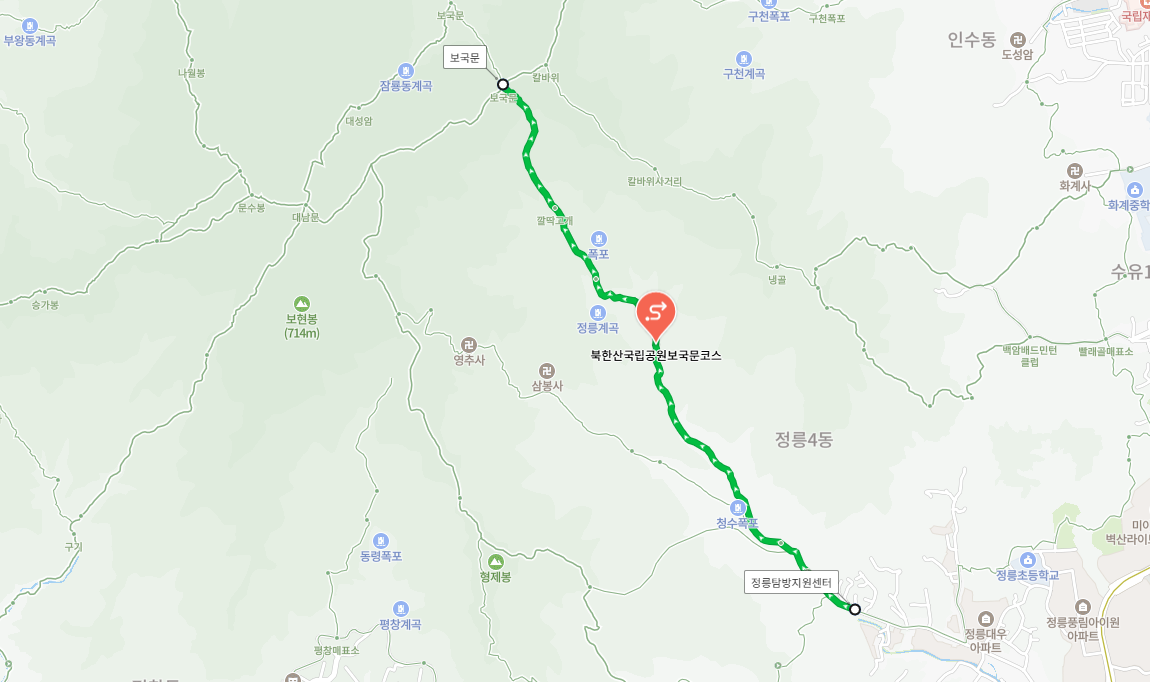 보국문
구천폭포
구천폭포
국립재
부왕동계곡
인수동
도성암
보국문
나월봉
잠룡동계곡
칼바위
구천계곡
보국문
대성암
칼바위사거리
화계사
화계중학
문수봉
대남문
깔딱고개
폭포
냉골
수유1
승가봉
보현봉
(714m)
정릉계곡
북한산국립공원보국문코스
영추사
백암배드민턴
클럽
빨래골매표소
삼봉사
정릉4동
청수폭포
미아
벽산라이브
구기
동령폭포
형제봉
정릉탐방지원센터
정릉초등학교
평창계곡
정릉대우
아파트
정릉풍림아이원
아파트
평창매표소